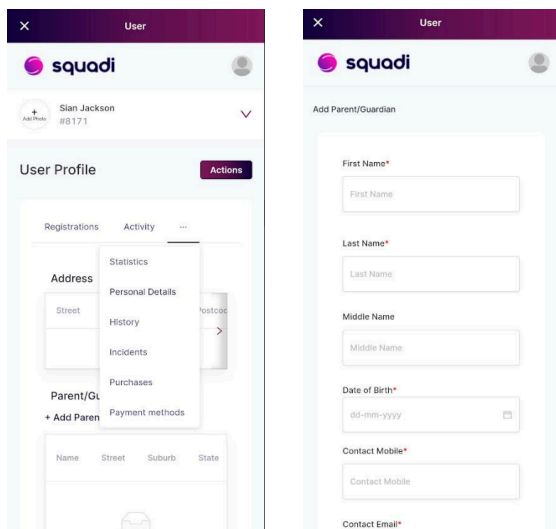 User
squadi
+
Add Photo
Sian Jackson
#8171
User Profile
Actions
Registrations Activity ...
Statistics
Personal Details
History
Incidents
Purchases
Payment methods
Address
Street
Parent/Gu
+ Add Paren
Name Street Suburb State
User
squadi
Add Parent/Guardian
First Name*
First Name
Last Name*
Last Name
Middle Name
Middle Name
Date of Birth*
dd-mm-yyyy
Contact Mobile*
Contact Mobile
Contact Email*